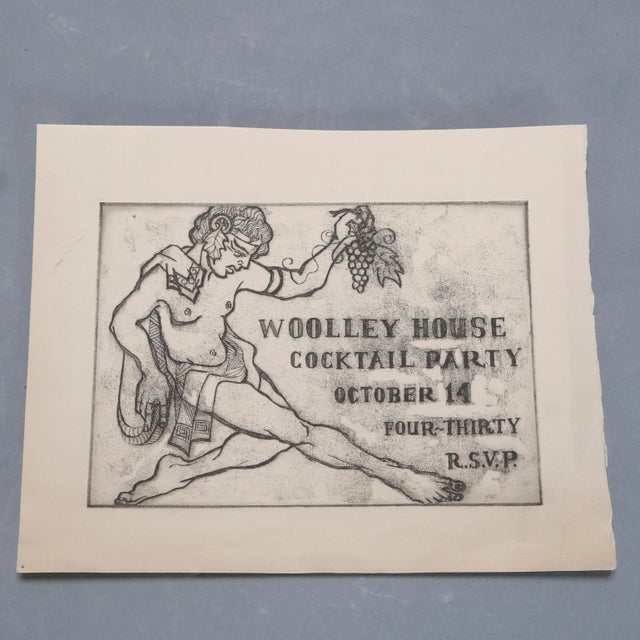 WOOLLEY HOUSE
COCKTAIL PARTY
OCTOBER 14
FOUR-THIRTY
R.S.V.P.